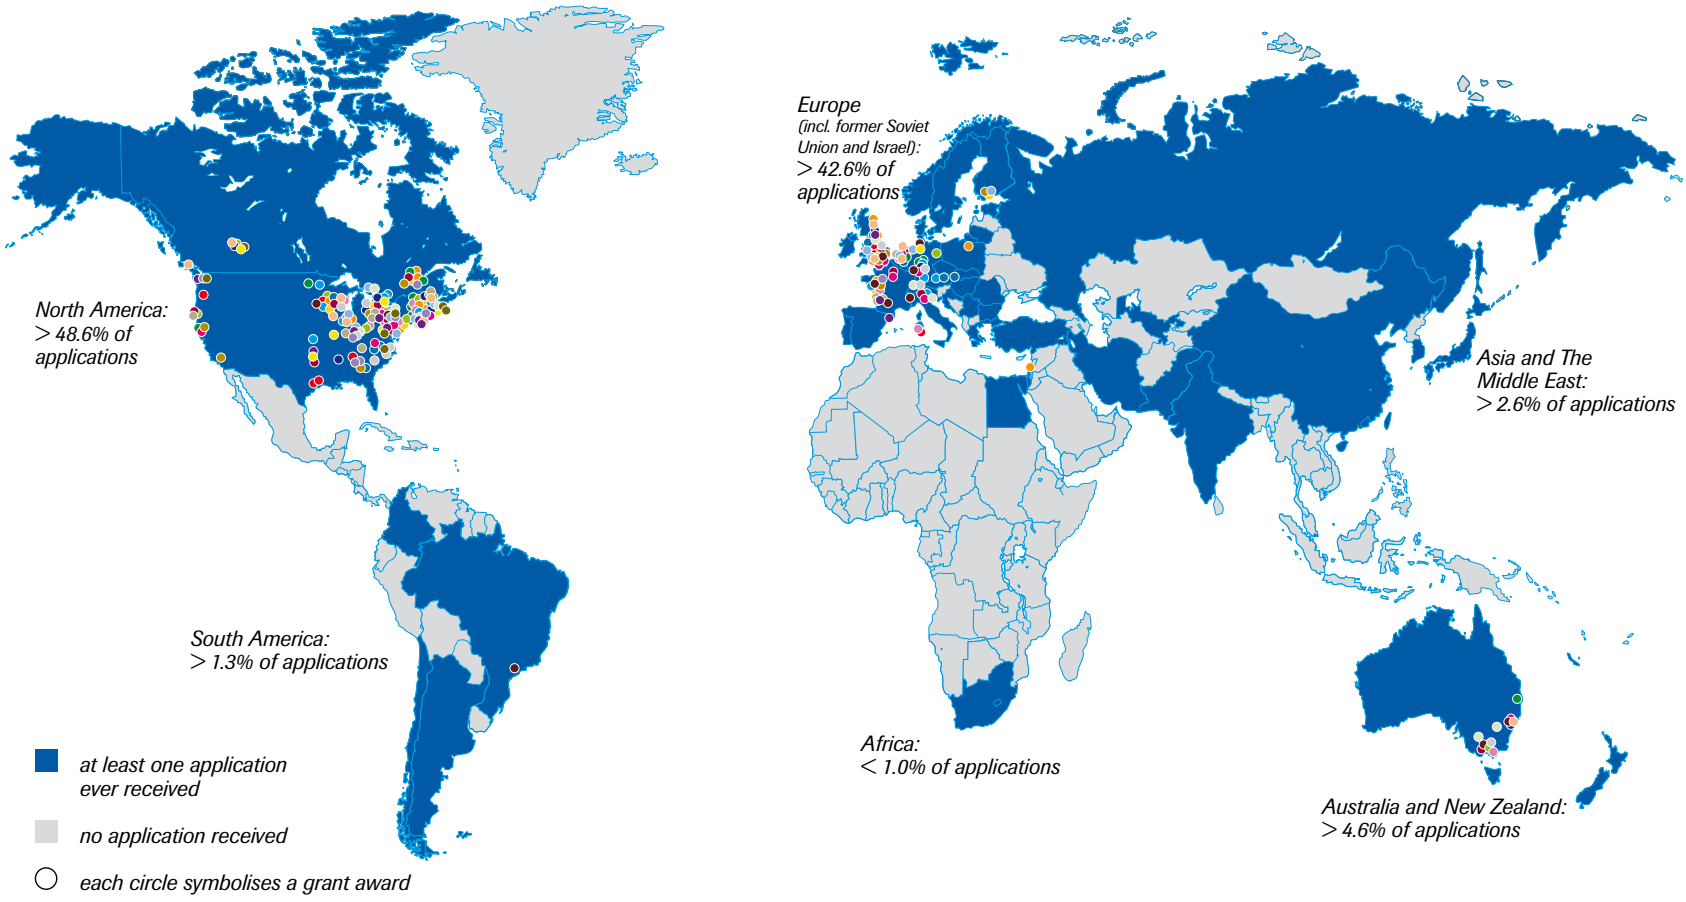 Europe
(incl. former Soviet
Union and Israel):
> 42.6% of
applications
North America:
> 48.6% of
applications
Asia and The
Middle East:
> 2.6% of applications
South America:
> 1.3% of applications
Africa:
< 1.0% of applications
Australia and New Zealand:
> 4.6% of applications
at least one application
ever received
no application received
each circle symbolises a grant award